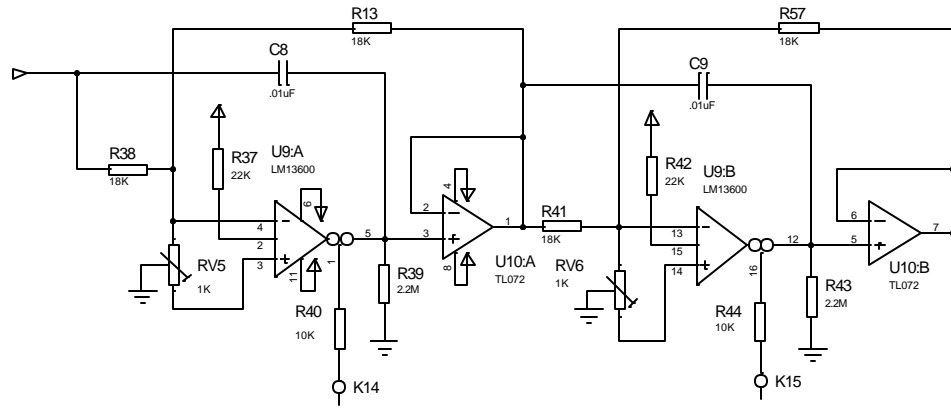 R13
18K
R57
18K
C8
.01uF
C9
.01uF
R38
18K
R37
22K
U9:A
LM13600
R42
22K
U9:B
LM13600
6
4
2
3
11
1
5
4
2
3
8
1
R41
18K
13
15
14
16
12
6
5
7
RV5
1K
R39
2.2M
U10:A
TL072
RV6
1K
R43
2.2M
U10:B
TL072
R40
10K
R44
10K
K14
K15